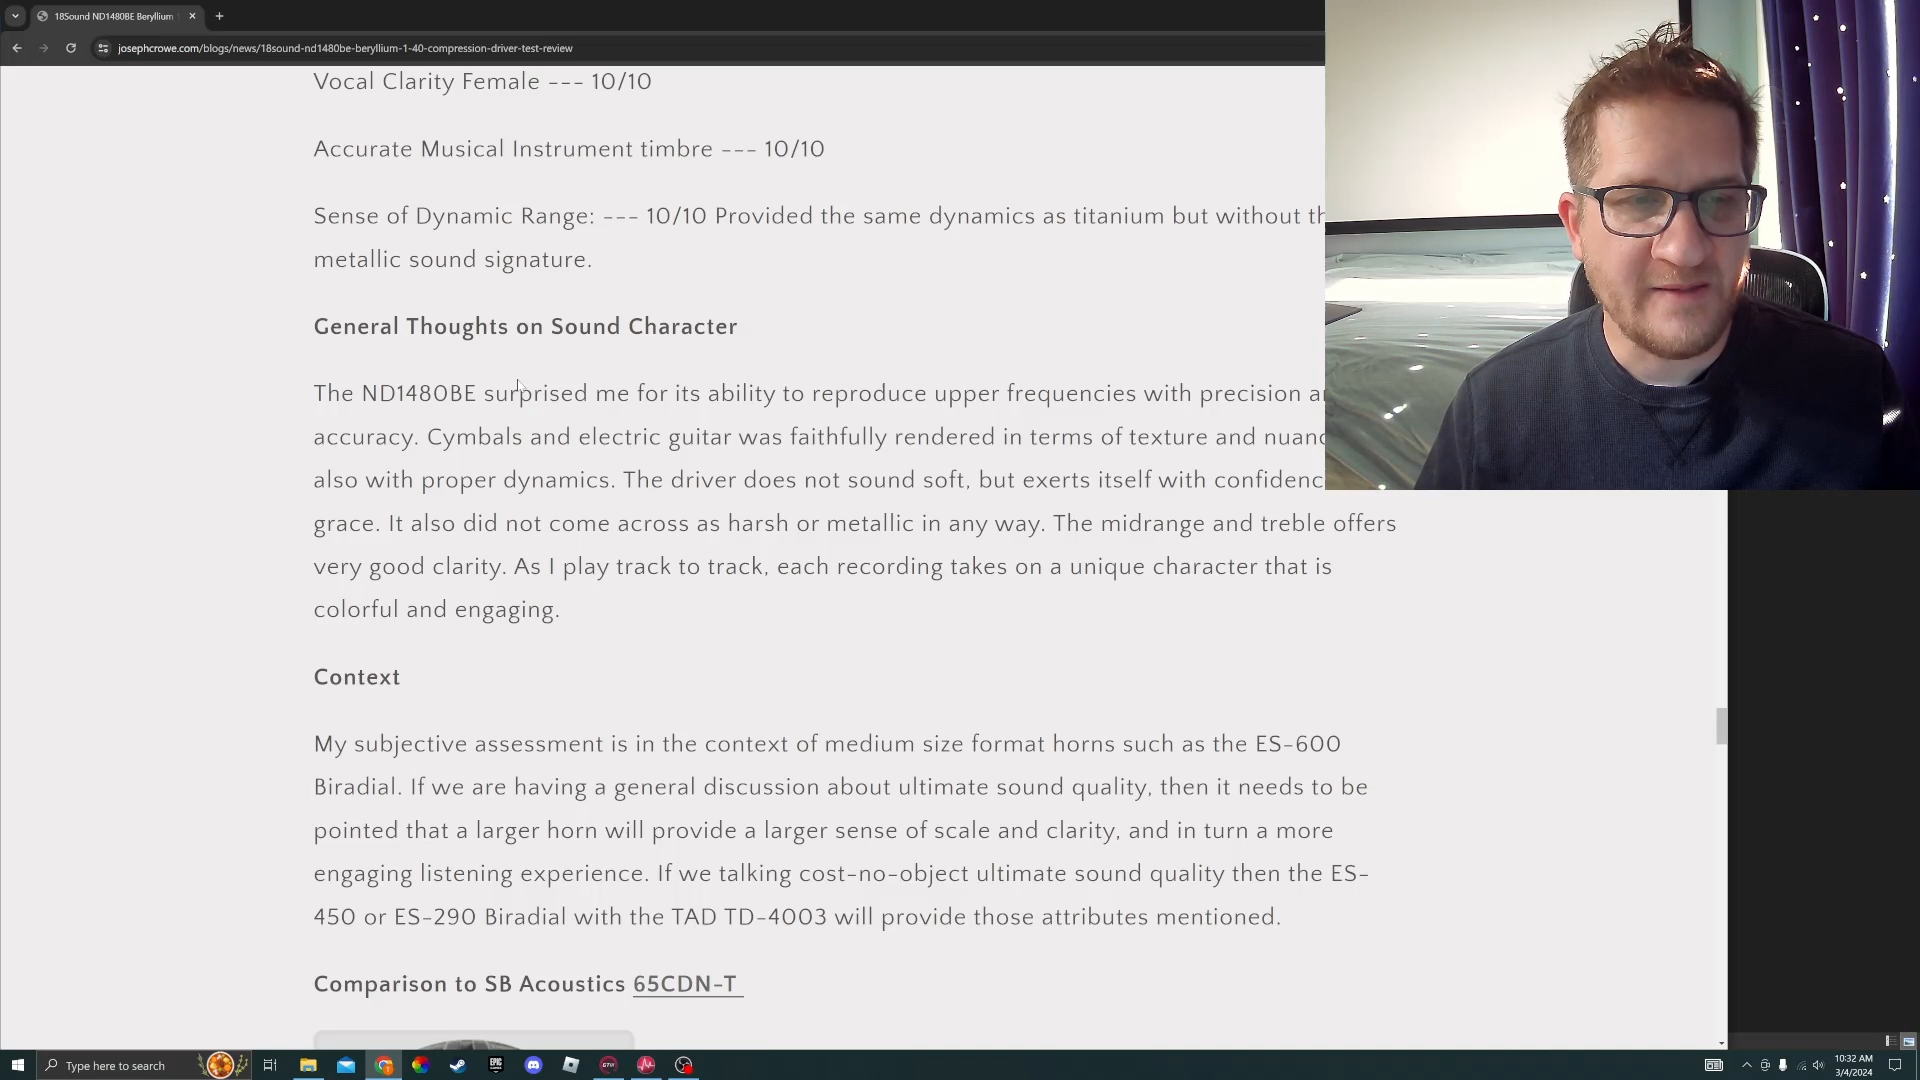 18Sound ND1480BE Beryllium
josephcrowe.com/blogs/news/18sound-nd1480be-beryllium-1-40-compression-driver-test-review
Vocal Clarity Female --- 10/10
Accurate Musical Instrument timbre --- 10/10
Sense of Dynamic Range: --- 10/10 Provided the same dynamics as titanium but without
metallic sound signature.
General Thoughts on Sound Character
The ND1480BE surprised me for its ability to reproduce upper frequencies with precision
accuracy. Cymbals and electric guitar was faithfully rendered in terms of texture and
also with proper dynamics. The driver does not sound soft, but exerts itself with
grace. It also did not come across as harsh or metallic in any way. The midrange and treble offers
very good clarity. As I play track to track, each recording takes on a unique character that is
colorful and engaging.
Context
My subjective assessment is in the context of medium size format horns such as the ES-600
Biradial. If we are having a general discussion about ultimate sound quality, then it needs to be
pointed that a larger horn will provide a larger sense of scale and clarity, and in turn a more
engaging listening experience. If we talking cost-no-object ultimate sound quality then the ES-
450 or ES-290 Biradial with the TAD TD-4003 will provide those attributes mentioned.
Comparison to SB Acoustics 65CDN-T
Type here to search
10:32 AM
3/4/2024